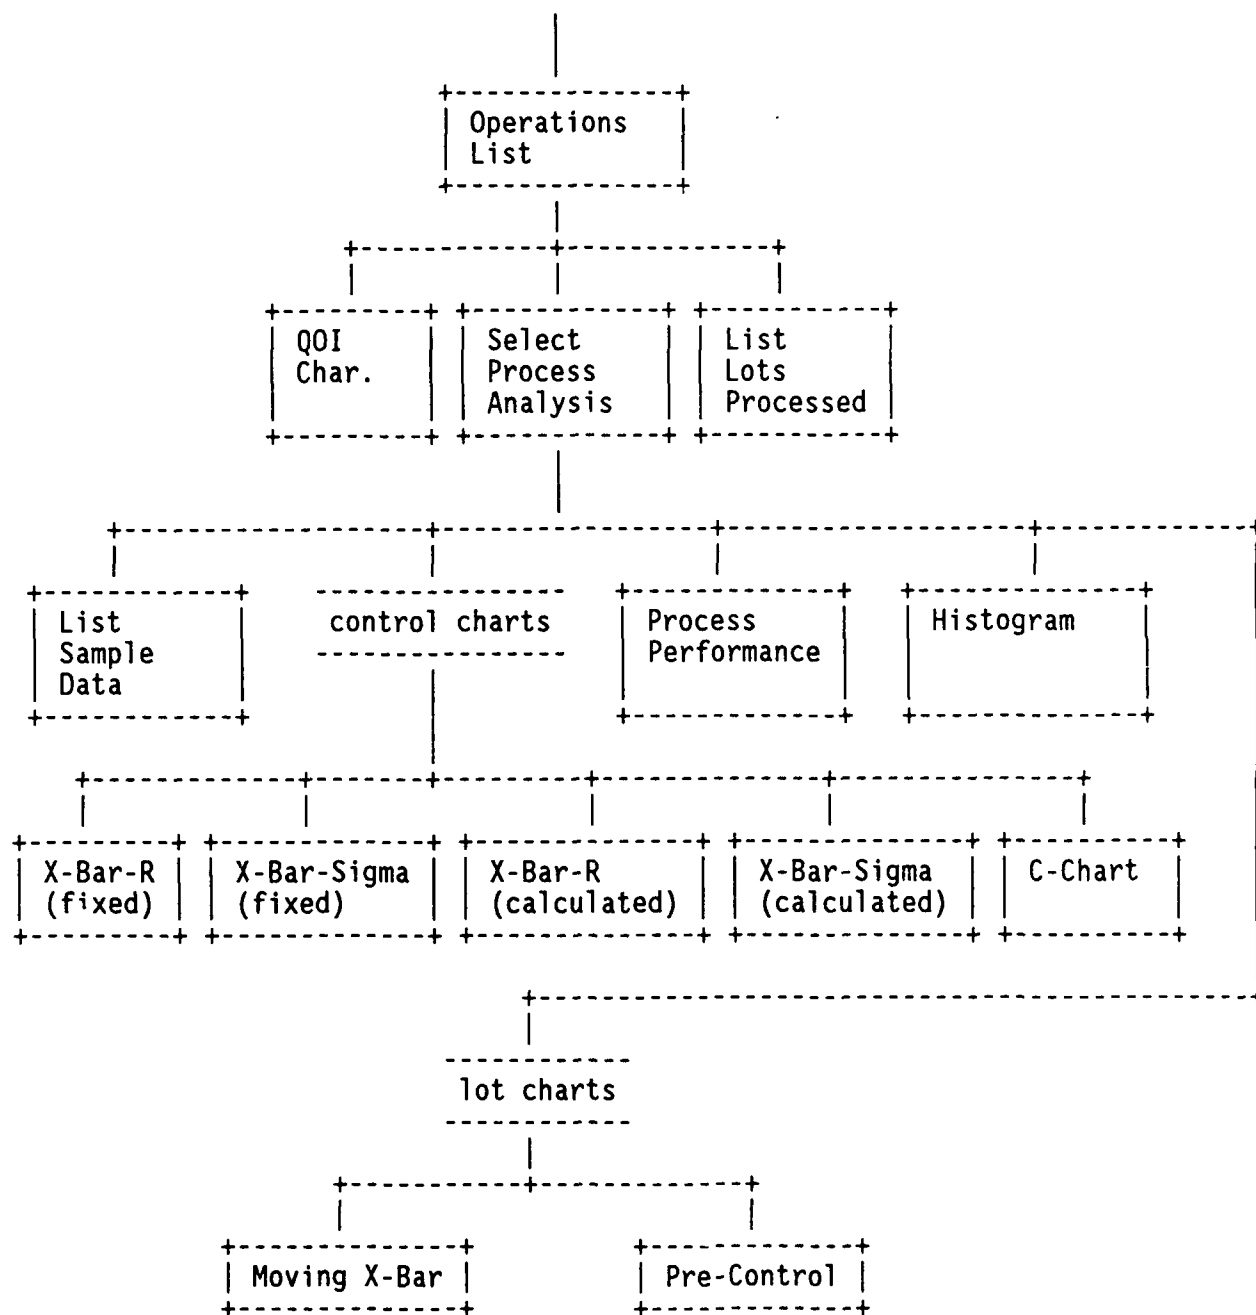 Operations
List
QOI
Char.
Select
Process
Analysis
List
Lots
Processed
List
Sample
Data
control charts
Process
Performance
Histogram
X-Bar-R
(fixed)
X-Bar-Sigma
(fixed)
X-Bar-R
(calculated)
X-Bar-Sigma
(calculated)
C-Chart
lot charts
Moving X-Bar
Pre-Control